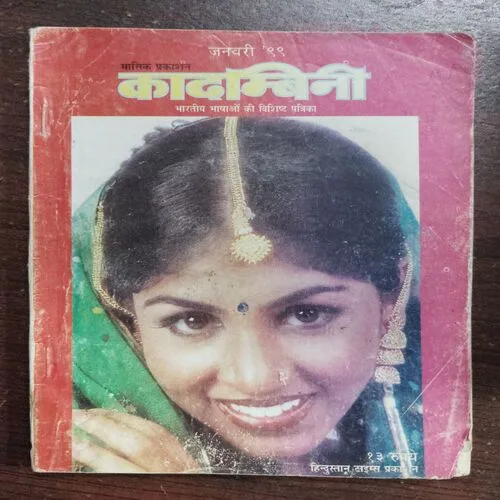 जनवरी '९९
मासिक प्रकाशन
कादम्बिनी
भारतीय भाषाओं की विशिष्ट पत्रिका
१३ रुपये
हिन्दुस्तान टाइम्स प्रकाशन